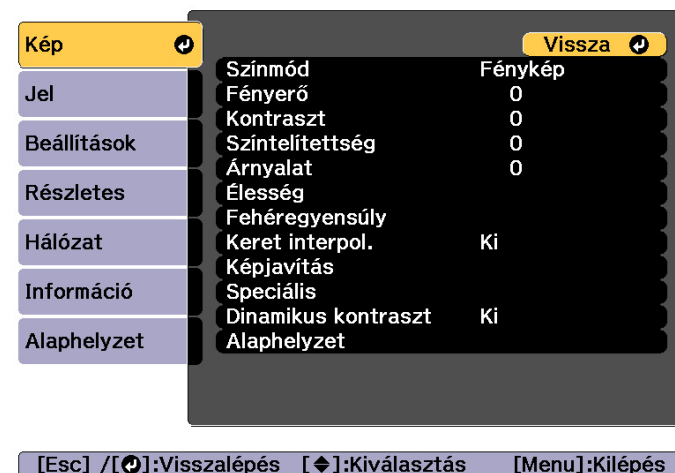 Kép
Jel
Beállítások
Részletes
Hálózat
Információ
Alaphelyzet
Vissza
Színmód Fénykép
Fényerő 0
Kontraszt 0
Színtelítettség 0
Árnyalat 0
Élesség
Fehéregyensúly
Keret interpol. Ki
Képjavítás
Speciális
Dinamikus kontraszt Ki
Alaphelyzet
[Esc] /[⏎]:Visszalépés [◆]:Kiválasztás [Menu]:Kilépés